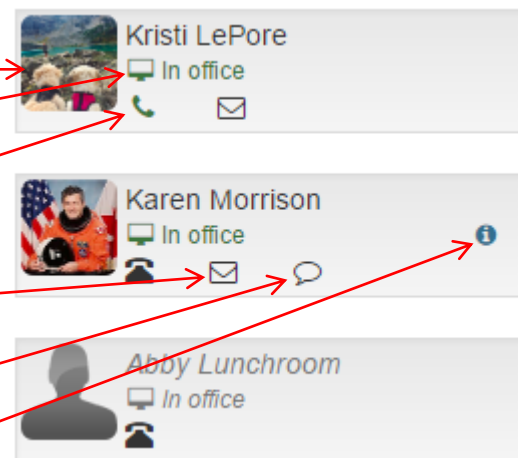 Kristi LePore
In office
Karen Morrison
In office
Abby Lunchroom
In office